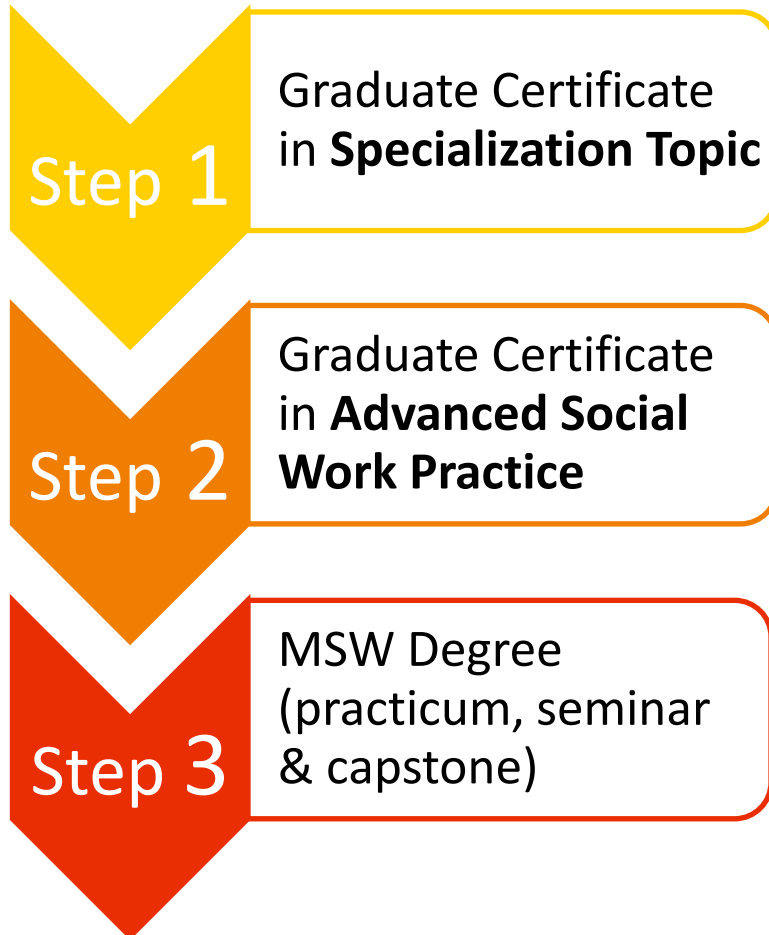 Step 1
Graduate Certificate
in Specialization Topic
Step 2
Graduate Certificate
in Advanced Social
Work Practice
Step 3
MSW Degree
(practicum, seminar
& capstone)